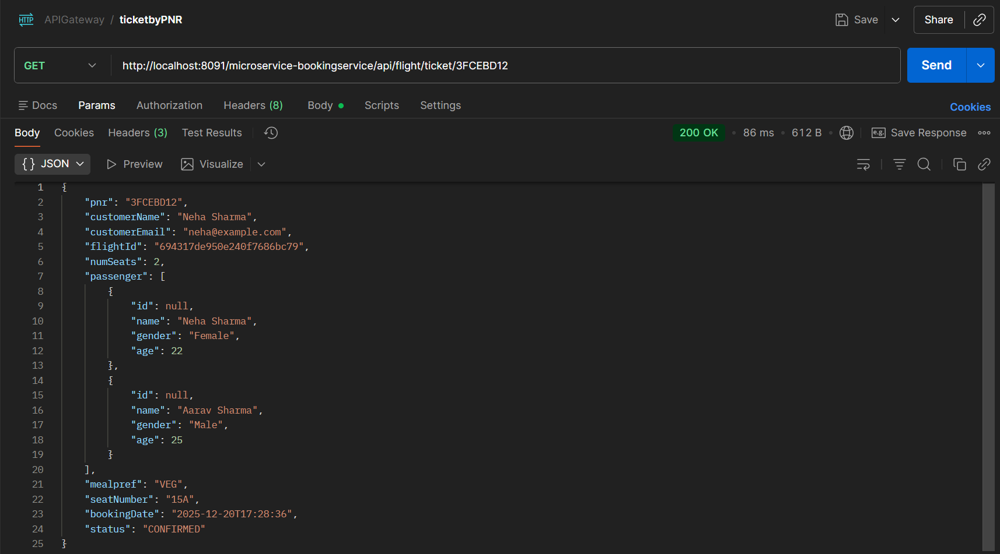 HTTP APIGateway / ticketbyPNR Save Share
GET http://localhost:8091/microservice-bookingservice/api/flight/ticket/3FCEBD12 Send
Docs Params Authorization Headers (8) Body Scripts Settings Cookies
Body Cookies Headers (3) Test Results 200 OK • 86 ms • 612 B • e.g. Save Response
{} JSON Preview Visualize
1 {
2 "pnr": "3FCEBD12",
3 "customerName": "Neha Sharma",
4 "customerEmail": "neha@example.com",
5 "flightId": "694317de950e240f7686bc79",
6 "numSeats": 2,
7 "passenger": [
8 {
9 "id": null,
10 "name": "Neha Sharma",
11 "gender": "Female",
12 "age": 22
13 },
14 {
15 "id": null,
16 "name": "Aarav Sharma",
17 "gender": "Male",
18 "age": 25
19 }
20 ],
21 "mealpref": "VEG",
22 "seatNumber": "15A",
23 "bookingDate": "2025-12-20T17:28:36",
24 "status": "CONFIRMED"
25 }